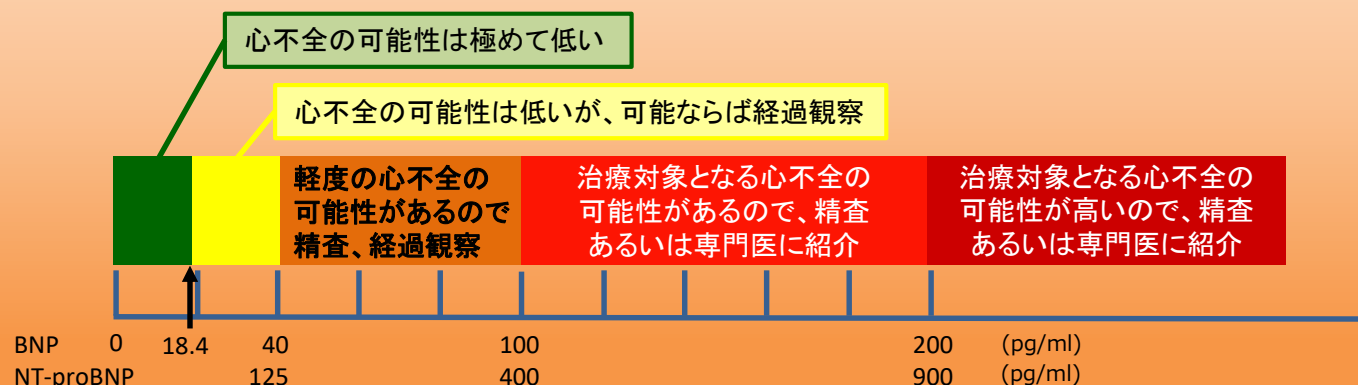 心不全の可能性は極めて低い
心不全の可能性は低いが、可能ならば経過観察
軽度の心不全の
可能性があるので
精査、経過観察
治療対象となる心不全の
可能性があるので、精査
あるいは専門医に紹介
治療対象となる心不全の
可能性が高いので、精査
あるいは専門医に紹介
BNP 0 18.4 40 100 200 (pg/ml)
NT-proBNP 125 400 900 (pg/ml)